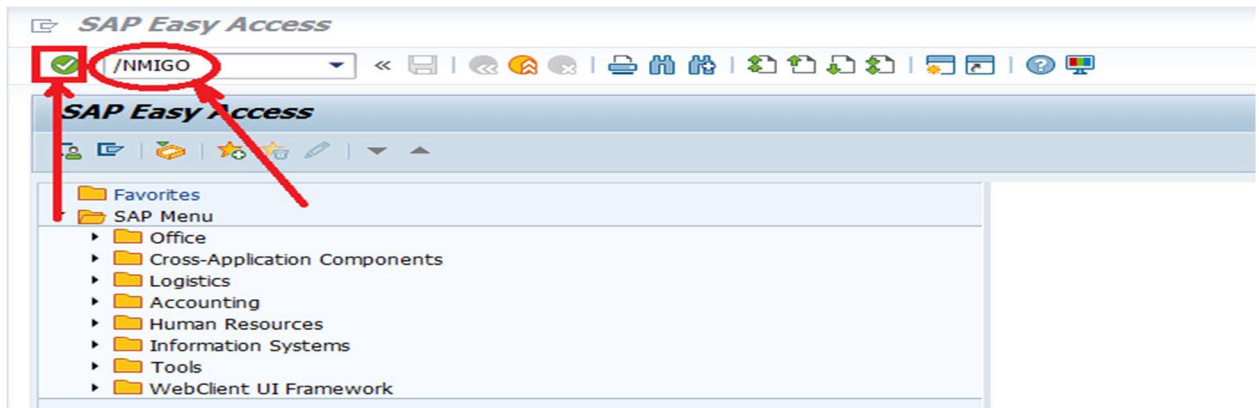 SAP Easy Access
/NMIGO
SAP Easy Access
Favorites
SAP Menu
Office
Cross-Application Components
Logistics
Accounting
Human Resources
Information Systems
Tools
WebClient UI Framework